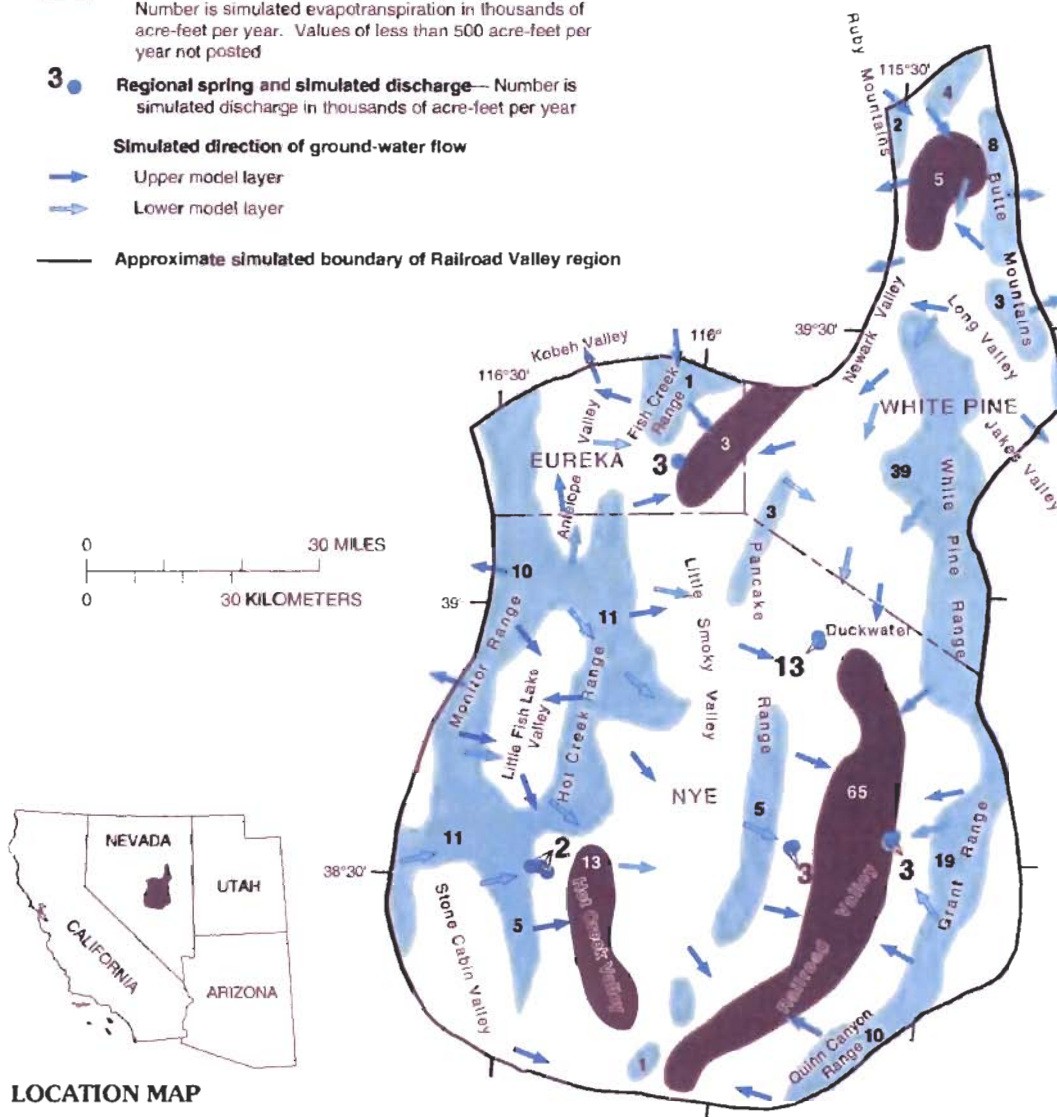 Number is simulated evapotranspiration in thousands of
acre-feet per year. Values of less than 500 acre-feet per
year not posted
3
Regional spring and simulated discharge— Number is
simulated discharge in thousands of acre-feet per year
Simulated direction of ground-water flow
Upper model layer
Lower model layer
Approximate simulated boundary of Railroad Valley region
Ruby Mountains
115°30'
4
2
8
5
Butte
Mountains
3
39°30'
Newark Valley
Long Valley
Kobeh Valley
116°
116°30'
1
Fish Creek
Range
Antelope Valley
WHITE PINE
Jakes Valley
EUREKA
3
3
39
White Pine Range
3
Pancake
Range
0 30 MILES
0 30 KILOMETERS
39°
10
11
Little Smoky Valley
Duckwater
13
Monitor Range
Little Fish Lake
Valley
Hot Creek Range
NYE
65
5
NEVADA
UTAH
CALIFORNIA
ARIZONA
38°30'
11
2
13
3
3
19
Grant Range
Stone Cabin Valley
5
Hot Creek Valley
Railroad Valley
10
Quinn Canyon
Range
1
LOCATION MAP